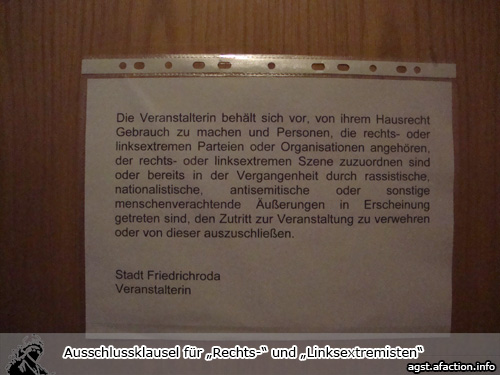 Die Veranstalterin behält sich vor, von ihrem Hausrecht
Gebrauch zu machen und Personen, die rechts- oder
linksextremen Parteien oder Organisationen angehören,
der rechts- oder linksextremen Szene zuzuordnen sind
oder bereits in der Vergangenheit durch rassistische,
nationalistische, antisemitische oder sonstige
menschenverachtende Äußerungen in Erscheinung
getreten sind, den Zutritt zur Veranstaltung zu verwehren
oder von dieser auszuschließen.
Stadt Friedrichroda
Veranstalterin
Ausschlussklausel für „Rechts-“ und „Linksextremisten“
agst.afaction.info